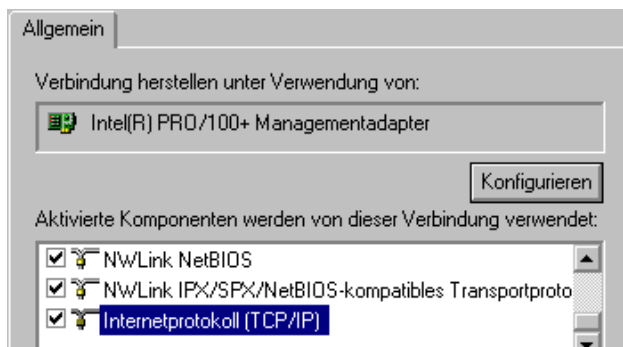 Allgemein
Verbindung herstellen unter Verwendung von:
Intel(R) PRO/100+ Managementadapter
Konfigurieren
Aktivierte Komponenten werden von dieser Verbindung verwendet:
NWLink NetBIOS
NWLink IPX/SPX/NetBIOS-kompatibles Transportproto
Internetprotokoll (TCP/IP)